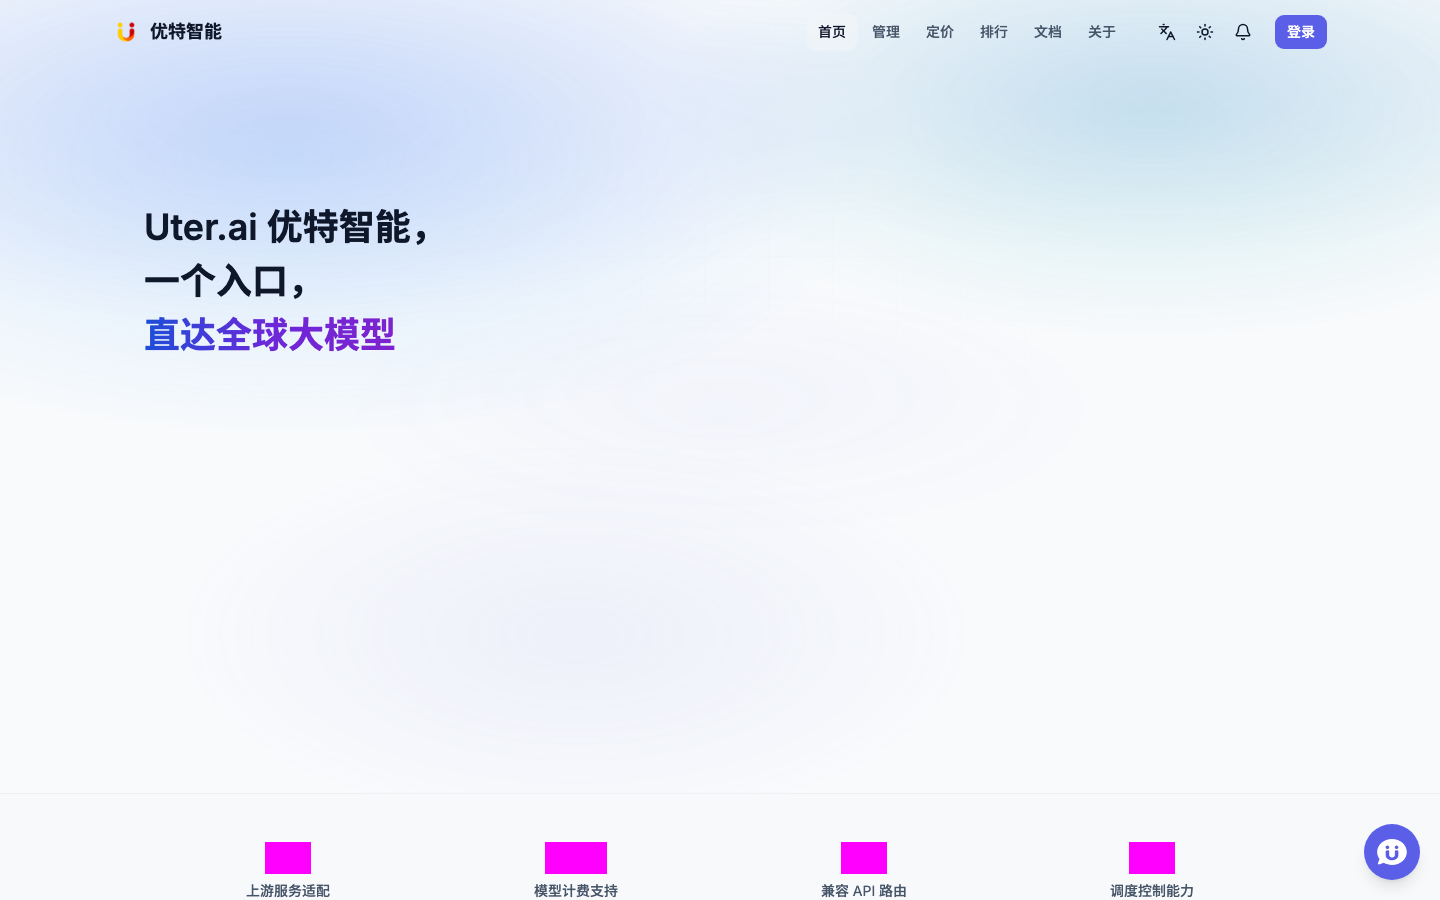 优特智能
首页 管理 定价 排行 文档 关于 登录
Uter.ai 优特智能，
一个入口，
直达全球大模型
上游服务适配 模型计费支持 兼容 API 路由 调度控制能力